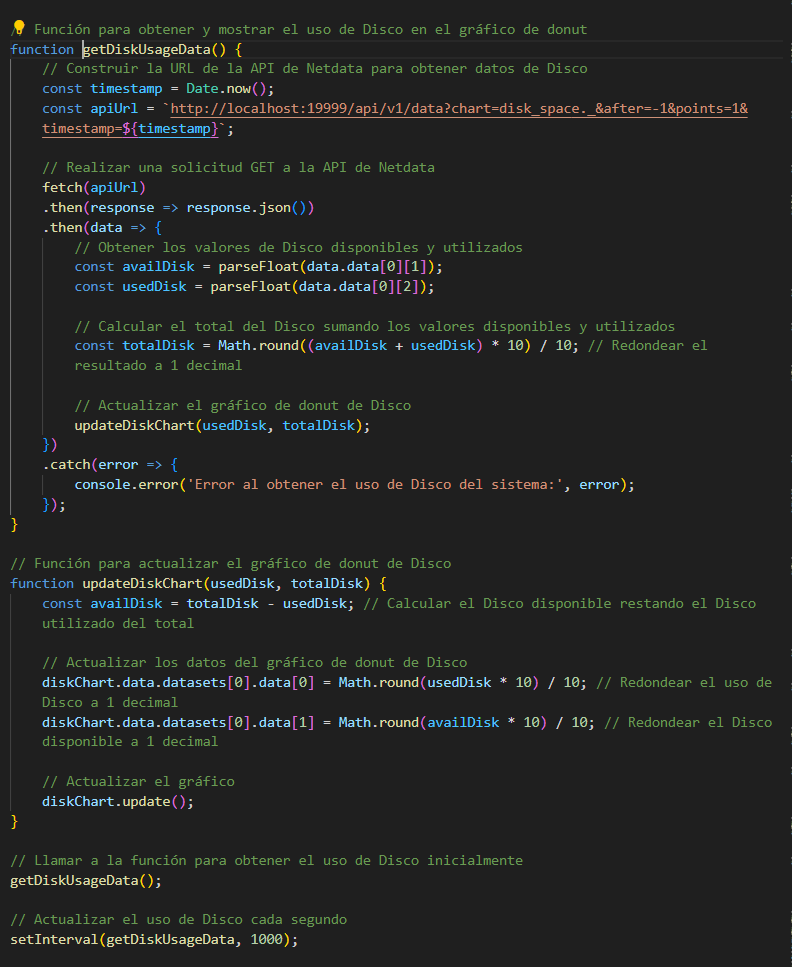 Función para obtener y mostrar el uso de Disco en el gráfico de donut
function getDiskUsageData() {
// Construir la URL de la API de Netdata para obtener datos de Disco
const timestamp = Date.now();
const apiUrl = `http://localhost:19999/api/v1/data?chart=disk_space._&after=-1&points=1&
timestamp=${timestamp}`;
// Realizar una solicitud GET a la API de Netdata
fetch(apiUrl)
.then(response => response.json())
.then(data => {
// Obtener los valores de Disco disponibles y utilizados
const availDisk = parseFloat(data.data[0][1]);
const usedDisk = parseFloat(data.data[0][2]);
// Calcular el total del Disco sumando los valores disponibles y utilizados
const totalDisk = Math.round((availDisk + usedDisk) * 10) / 10; // Redondear el
resultado a 1 decimal
// Actualizar el gráfico de donut de Disco
updateDiskChart(usedDisk, totalDisk);
})
.catch(error => {
console.error('Error al obtener el uso de Disco del sistema:', error);
});
}
// Función para actualizar el gráfico de donut de Disco
function updateDiskChart(usedDisk, totalDisk) {
const availDisk = totalDisk - usedDisk; // Calcular el Disco disponible restando el Disco
utilizado del total
// Actualizar los datos del gráfico de donut de Disco
diskChart.data.datasets[0].data[0] = Math.round(usedDisk * 10) / 10; // Redondear el uso de
Disco a 1 decimal
diskChart.data.datasets[0].data[1] = Math.round(availDisk * 10) / 10; // Redondear el Disco
disponible a 1 decimal
// Actualizar el gráfico
diskChart.update();
}
// Llamar a la función para obtener el uso de Disco inicialmente
getDiskUsageData();
// Actualizar el uso de Disco cada segundo
setInterval(getDiskUsageData, 1000);